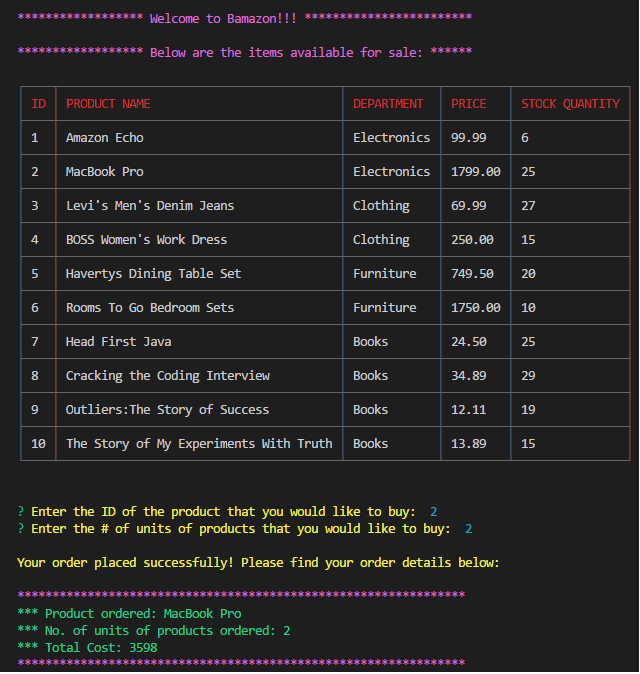 ****************** Welcome to Bamazon!!! ************************
****************** Below are the items available for sale: ******
ID PRODUCT NAME DEPARTMENT PRICE STOCK QUANTITY
1 Amazon Echo Electronics 99.99 6
2 MacBook Pro Electronics 1799.00 25
3 Levi's Men's Denim Jeans Clothing 69.99 27
4 BOSS Women's Work Dress Clothing 250.00 15
5 Havertys Dining Table Set Furniture 749.50 20
6 Rooms To Go Bedroom Sets Furniture 1750.00 10
7 Head First Java Books 24.50 25
8 Cracking the Coding Interview Books 34.89 29
9 Outliers:The Story of Success Books 12.11 19
10 The Story of My Experiments With Truth Books 13.89 15
? Enter the ID of the product that you would like to buy: 2
? Enter the # of units of products that you would like to buy: 2
Your order placed successfully! Please find your order details below:
****************************************************************
*** Product ordered: MacBook Pro
*** No. of units of products ordered: 2
*** Total Cost: 3598
****************************************************************